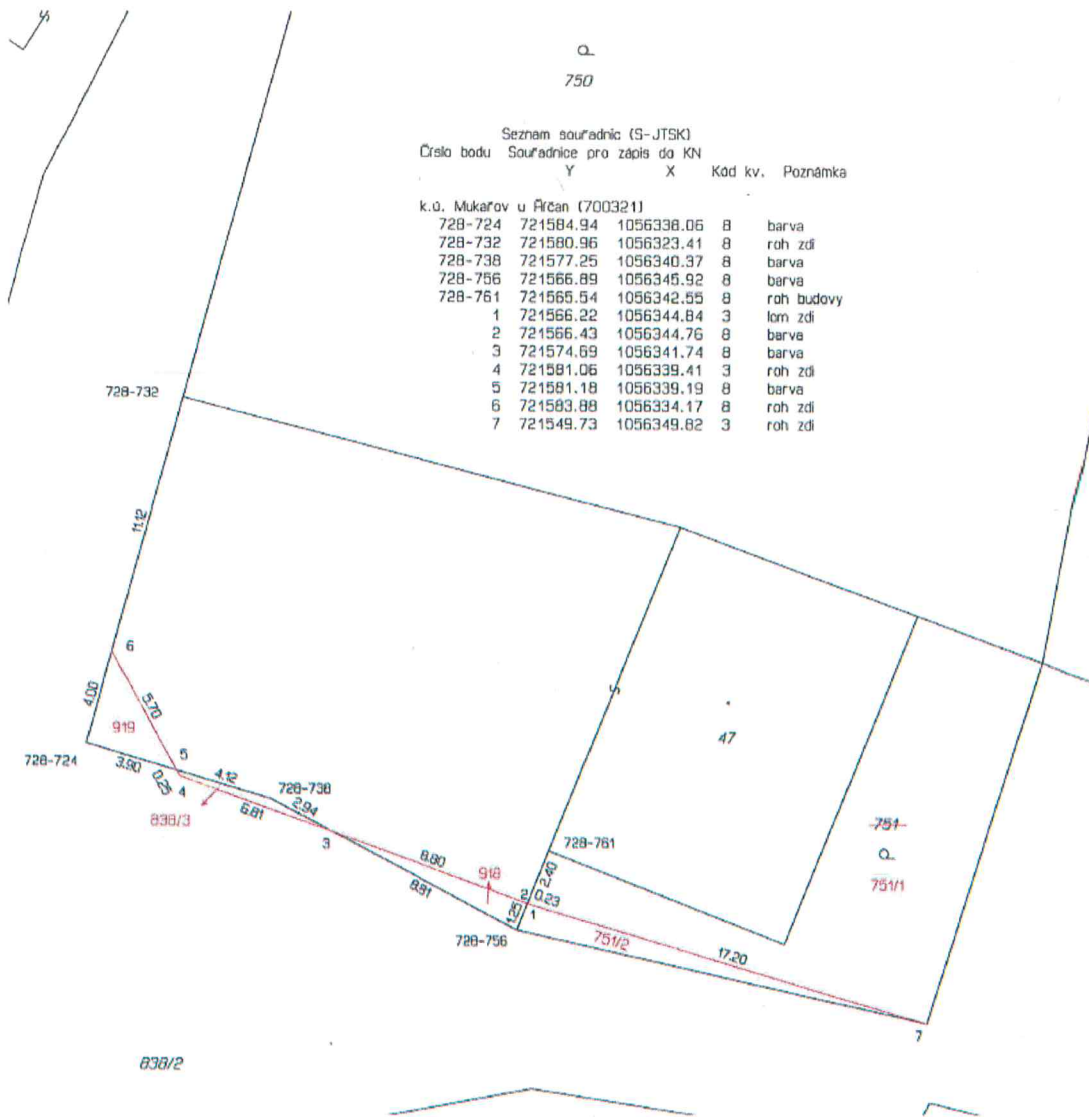 750
Seznam souřadnic (S-JTSK)
Číslo bodu Souřadnice pro zápis do KN
Y X Kód kv. Poznámka
k.ú. Mukařov u Říčan (700321)
728-724 721584.94 1056338.06 8 barva
728-732 721580.96 1056323.41 8 roh zdi
728-738 721577.25 1056340.37 8 barva
728-756 721566.89 1056345.92 8 barva
728-761 721565.54 1056342.55 8 roh budovy
1 721566.22 1056344.84 3 lom zdi
2 721566.43 1056344.76 8 barva
3 721574.69 1056341.74 8 barva
4 721581.06 1056339.41 3 roh zdi
5 721581.18 1056339.19 8 barva
6 721583.88 1056334.17 8 roh zdi
7 721549.73 1056349.82 3 roh zdi
728-732
11.12
6
4.00
5.70
919
47
728-724
3.90
5
0.25
4
4.12
728-738
2.94
6.81
838/3
3
751
728-761
8.80
751/1
2.40
918
8.81
2
0.23
1.25
1
728-756
751/2
17.20
7
838/2